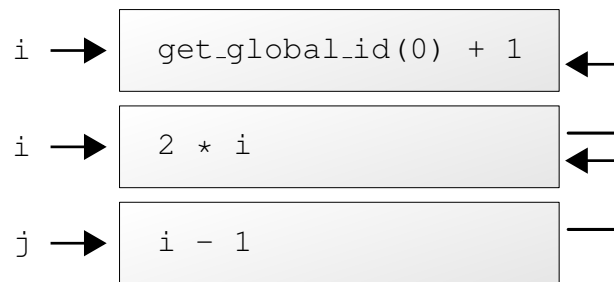 i get_global_id(0) + 1
i 2 * i
j i - 1